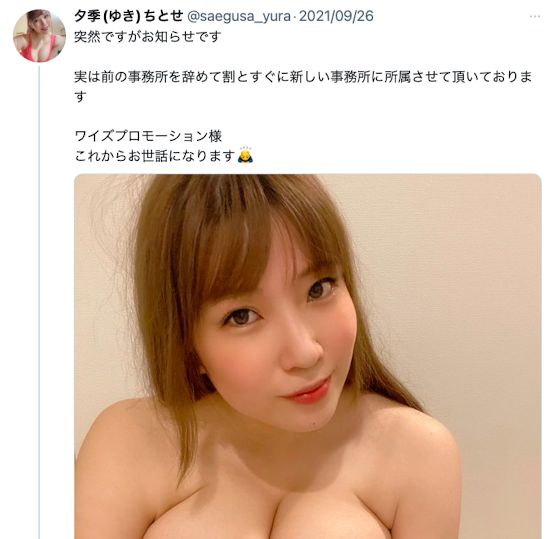 夕季(ゆき)ちとせ @saegusa_yura · 2021/09/26
突然ですがお知らせです
実は前の事務所を辞めて割とすぐに新しい事務所に所属させて頂いておりま
す
ワイズプロモーション様
これからお世話になります🙇‍♀️